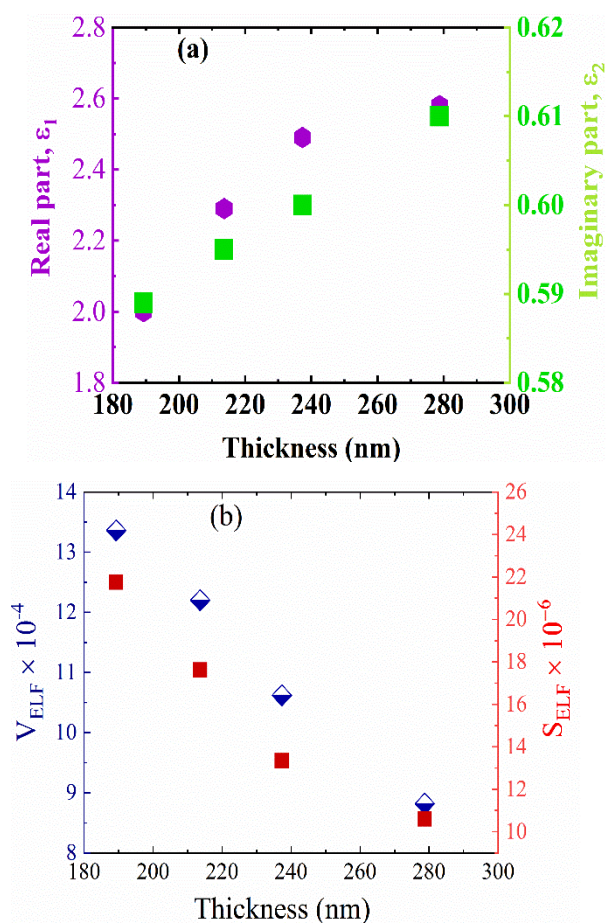 (a)
Real part, ε₁
2.8
2.6
2.4
2.2
2.0
1.8
0.62
0.61
0.60
0.59
0.58
Imaginary part, ε₂
180 200 220 240 260 280 300
Thickness (nm)
(b)
V_ELF × 10⁻⁴
14
13
12
11
10
9
8
26
24
22
20
18
16
14
12
10
S_ELF × 10⁻⁶
180 200 220 240 260 280 300
Thickness (nm)